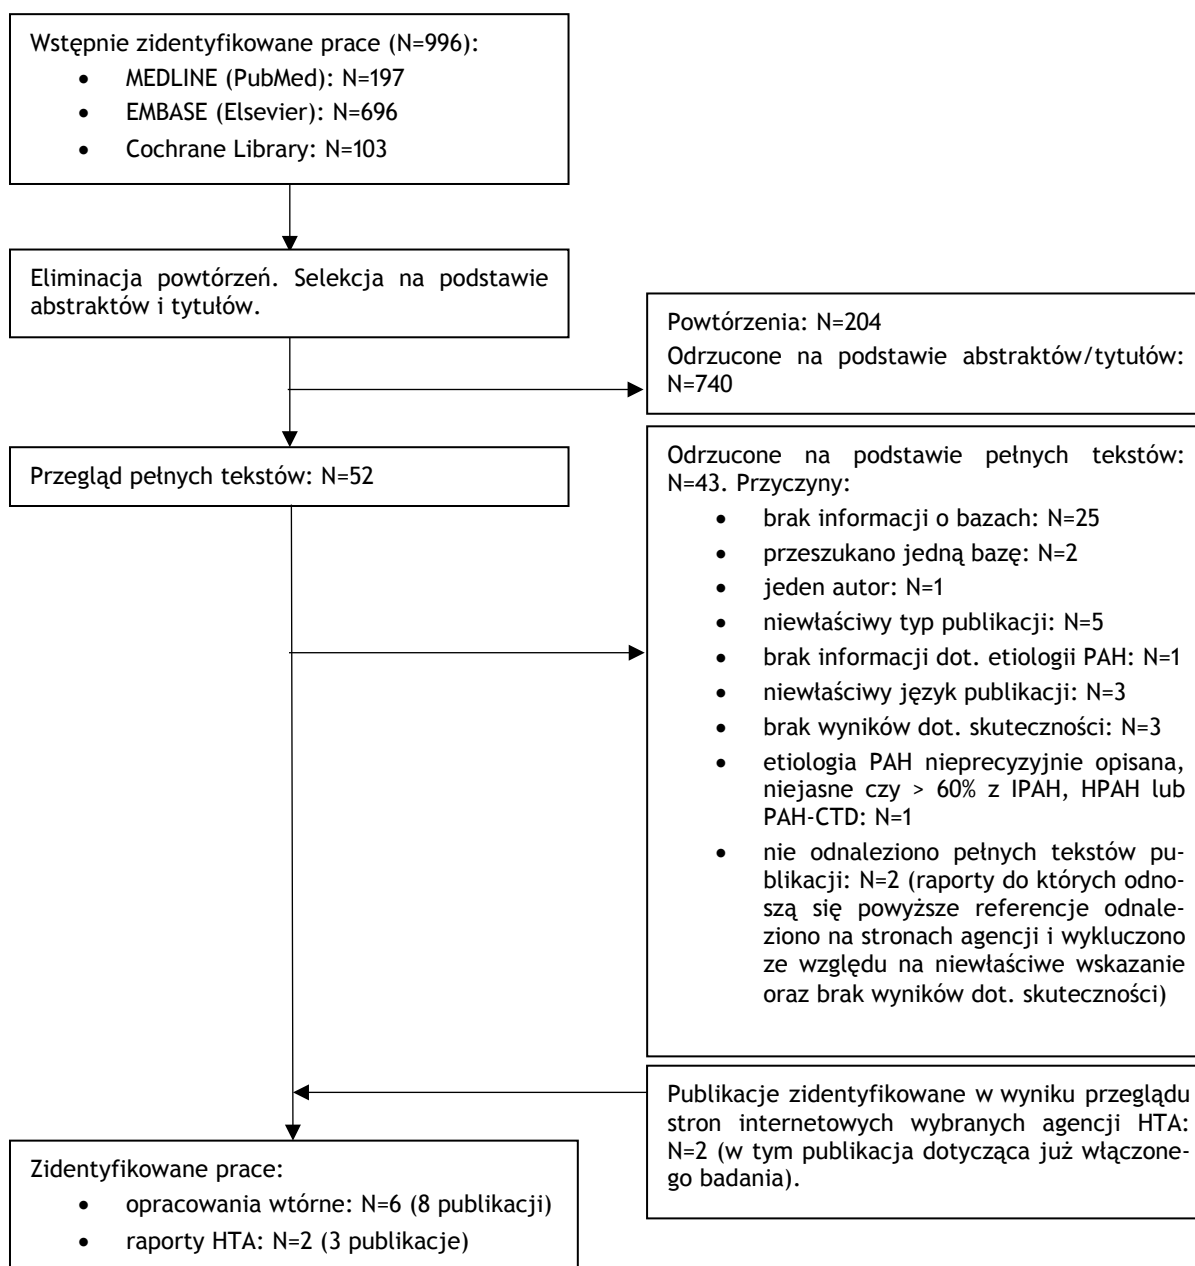 Wstępnie zidentyfikowane prace (N=996):
• MEDLINE (PubMed): N=197
• EMBASE (Elsevier): N=696
• Cochrane Library: N=103
Eliminacja powtórzeń. Selekcja na podstawie
abstraktów i tytułów.
Powtórzenia: N=204
Odrzucone na podstawie abstraktów/tytułów:
N=740
Przegląd pełnych tekstów: N=52
Odrzucone na podstawie pełnych tekstów:
N=43. Przyczyny:
• brak informacji o bazach: N=25
• przeszukano jedną bazę: N=2
• jeden autor: N=1
• niewłaściwy typ publikacji: N=5
• brak informacji dot. etiologii PAH: N=1
• niewłaściwy język publikacji: N=3
• brak wyników dot. skuteczności: N=3
• etiologia PAH nieprecyzyjnie opisana,
niejasne czy > 60% z IPAH, HPAH lub
PAH-CTD: N=1
• nie odnaleziono pełnych tekstów pu-
blikacji: N=2 (raporty do których odno-
szą się powyższe referencje odnale-
ziono na stronach agencji i wykluczono
ze względu na niewłaściwe wskazanie
oraz brak wyników dot. skuteczności)
Publikacje zidentyfikowane w wyniku przeglądu
stron internetowych wybranych agencji HTA:
N=2 (w tym publikacja dotycząca już włączone-
go badania).
Zidentyfikowane prace:
• opracowania wtórne: N=6 (8 publikacji)
• raporty HTA: N=2 (3 publikacje)